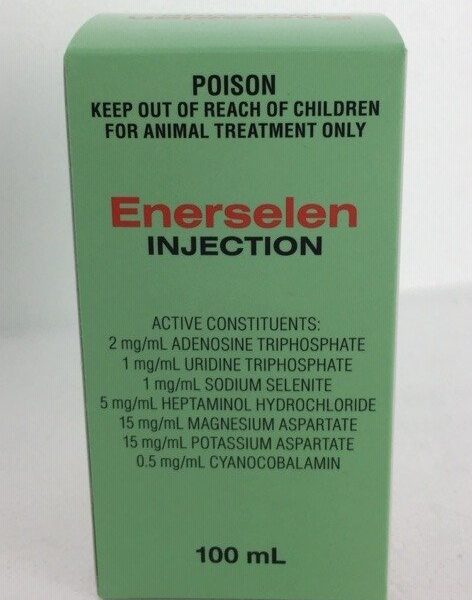 Enerselen
POISON
KEEP OUT OF REACH OF CHILDREN
FOR ANIMAL TREATMENT ONLY
Enerselen
INJECTION
ACTIVE CONSTITUENTS:
2 mg/mL ADENOSINE TRIPHOSPHATE
1 mg/mL URIDINE TRIPHOSPHATE
1 mg/mL SODIUM SELENITE
5 mg/mL HEPTAMINOL HYDROCHLORIDE
15 mg/mL MAGNESIUM ASPARTATE
15 mg/mL POTASSIUM ASPARTATE
0.5 mg/mL CYANOCOBALAMIN
100 mL